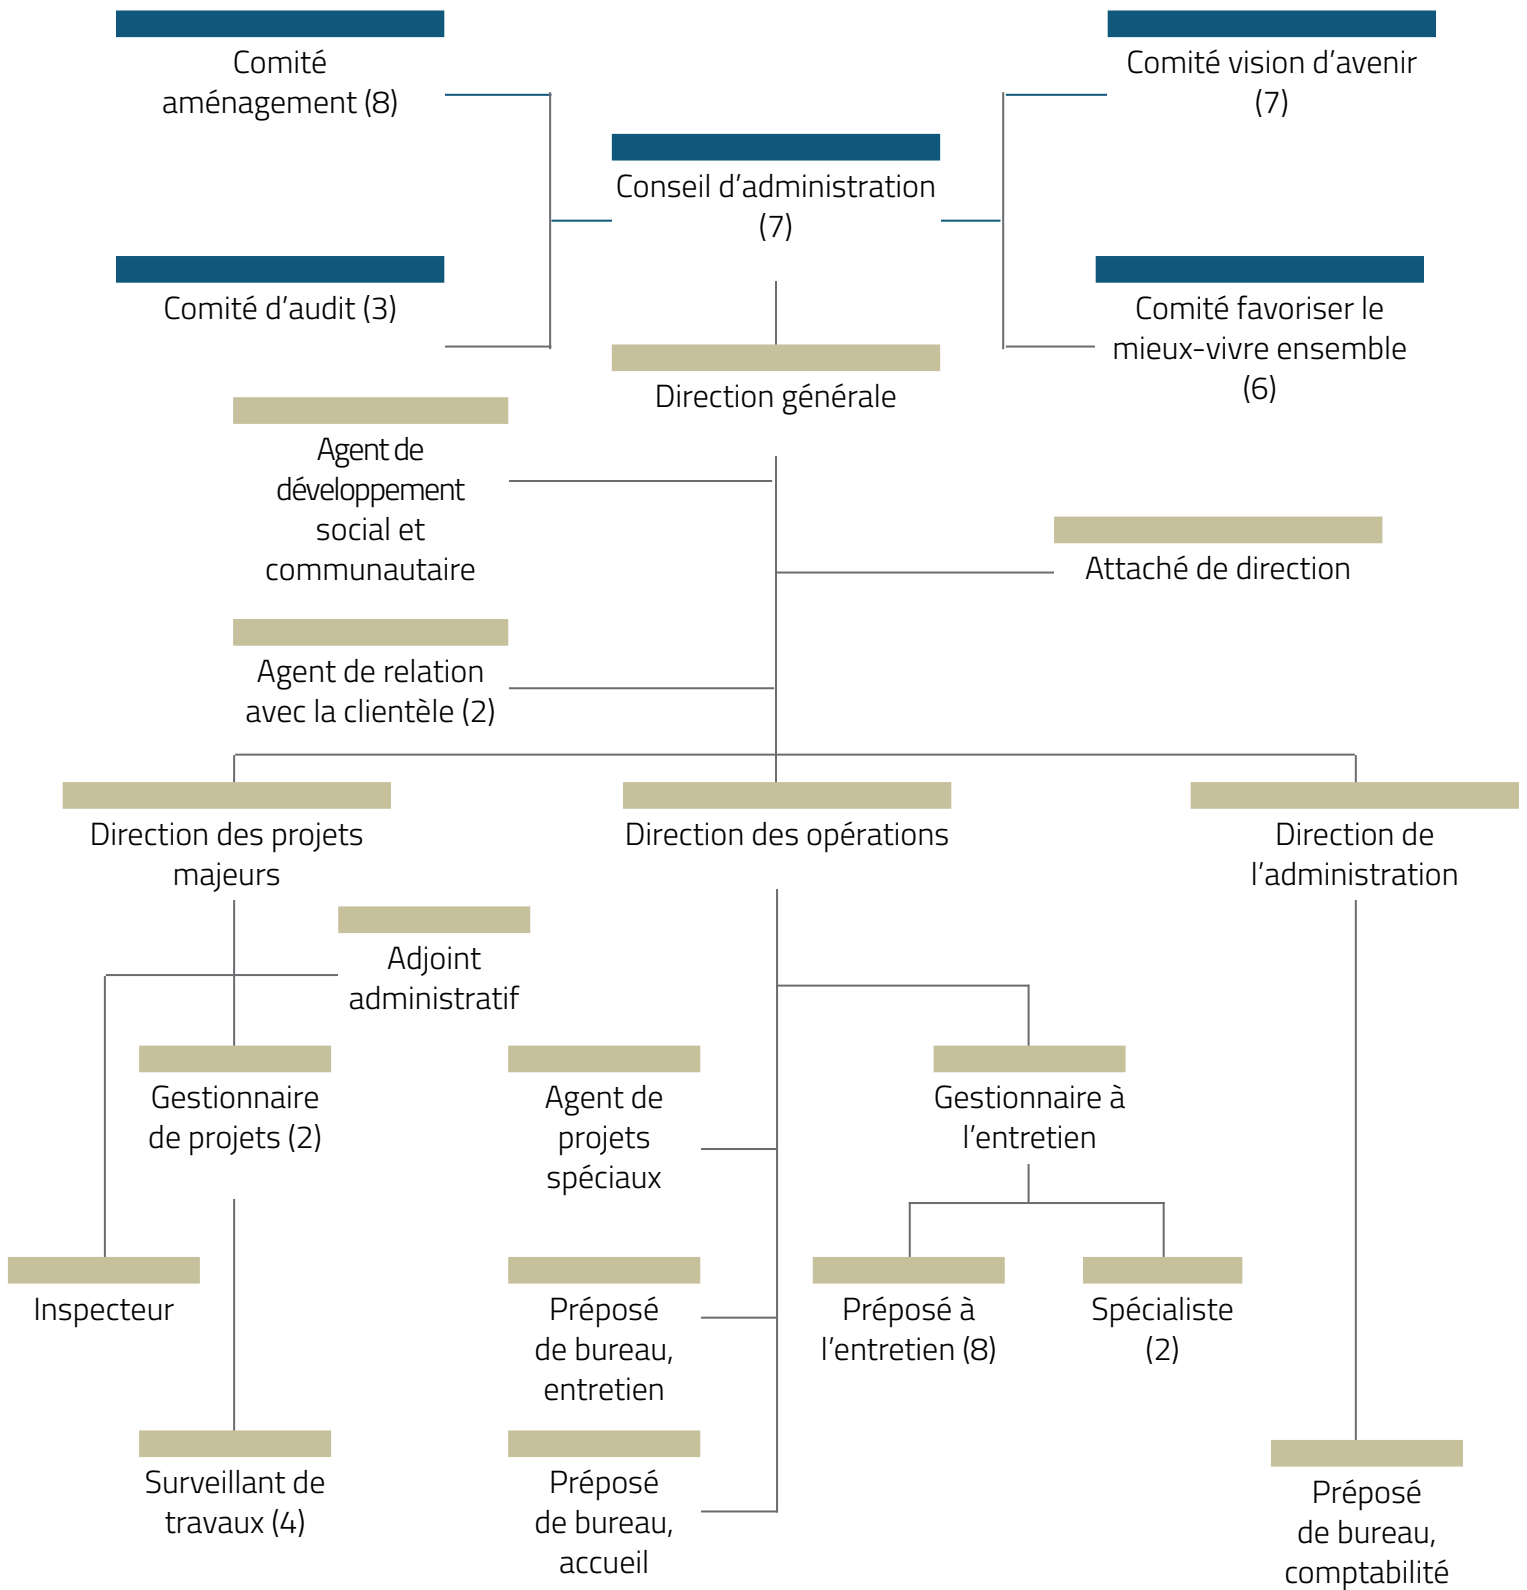 Comité
aménagement (8)
Comité vision d’avenir
(7)
Conseil d’administration
(7)
Comité d’audit (3)
Comité favoriser le
mieux-vivre ensemble
(6)
Direction générale
Agent de
développement
social et
communautaire
Attaché de direction
Agent de relation
avec la clientèle (2)
Direction des projets
majeurs
Direction des opérations
Direction de
l’administration
Adjoint
administratif
Gestionnaire
de projets (2)
Agent de
projets
spéciaux
Gestionnaire à
l’entretien
Inspecteur
Préposé
de bureau,
entretien
Préposé à
l’entretien (8)
Spécialiste
(2)
Surveillant de
travaux (4)
Préposé
de bureau,
accueil
Préposé
de bureau,
comptabilité